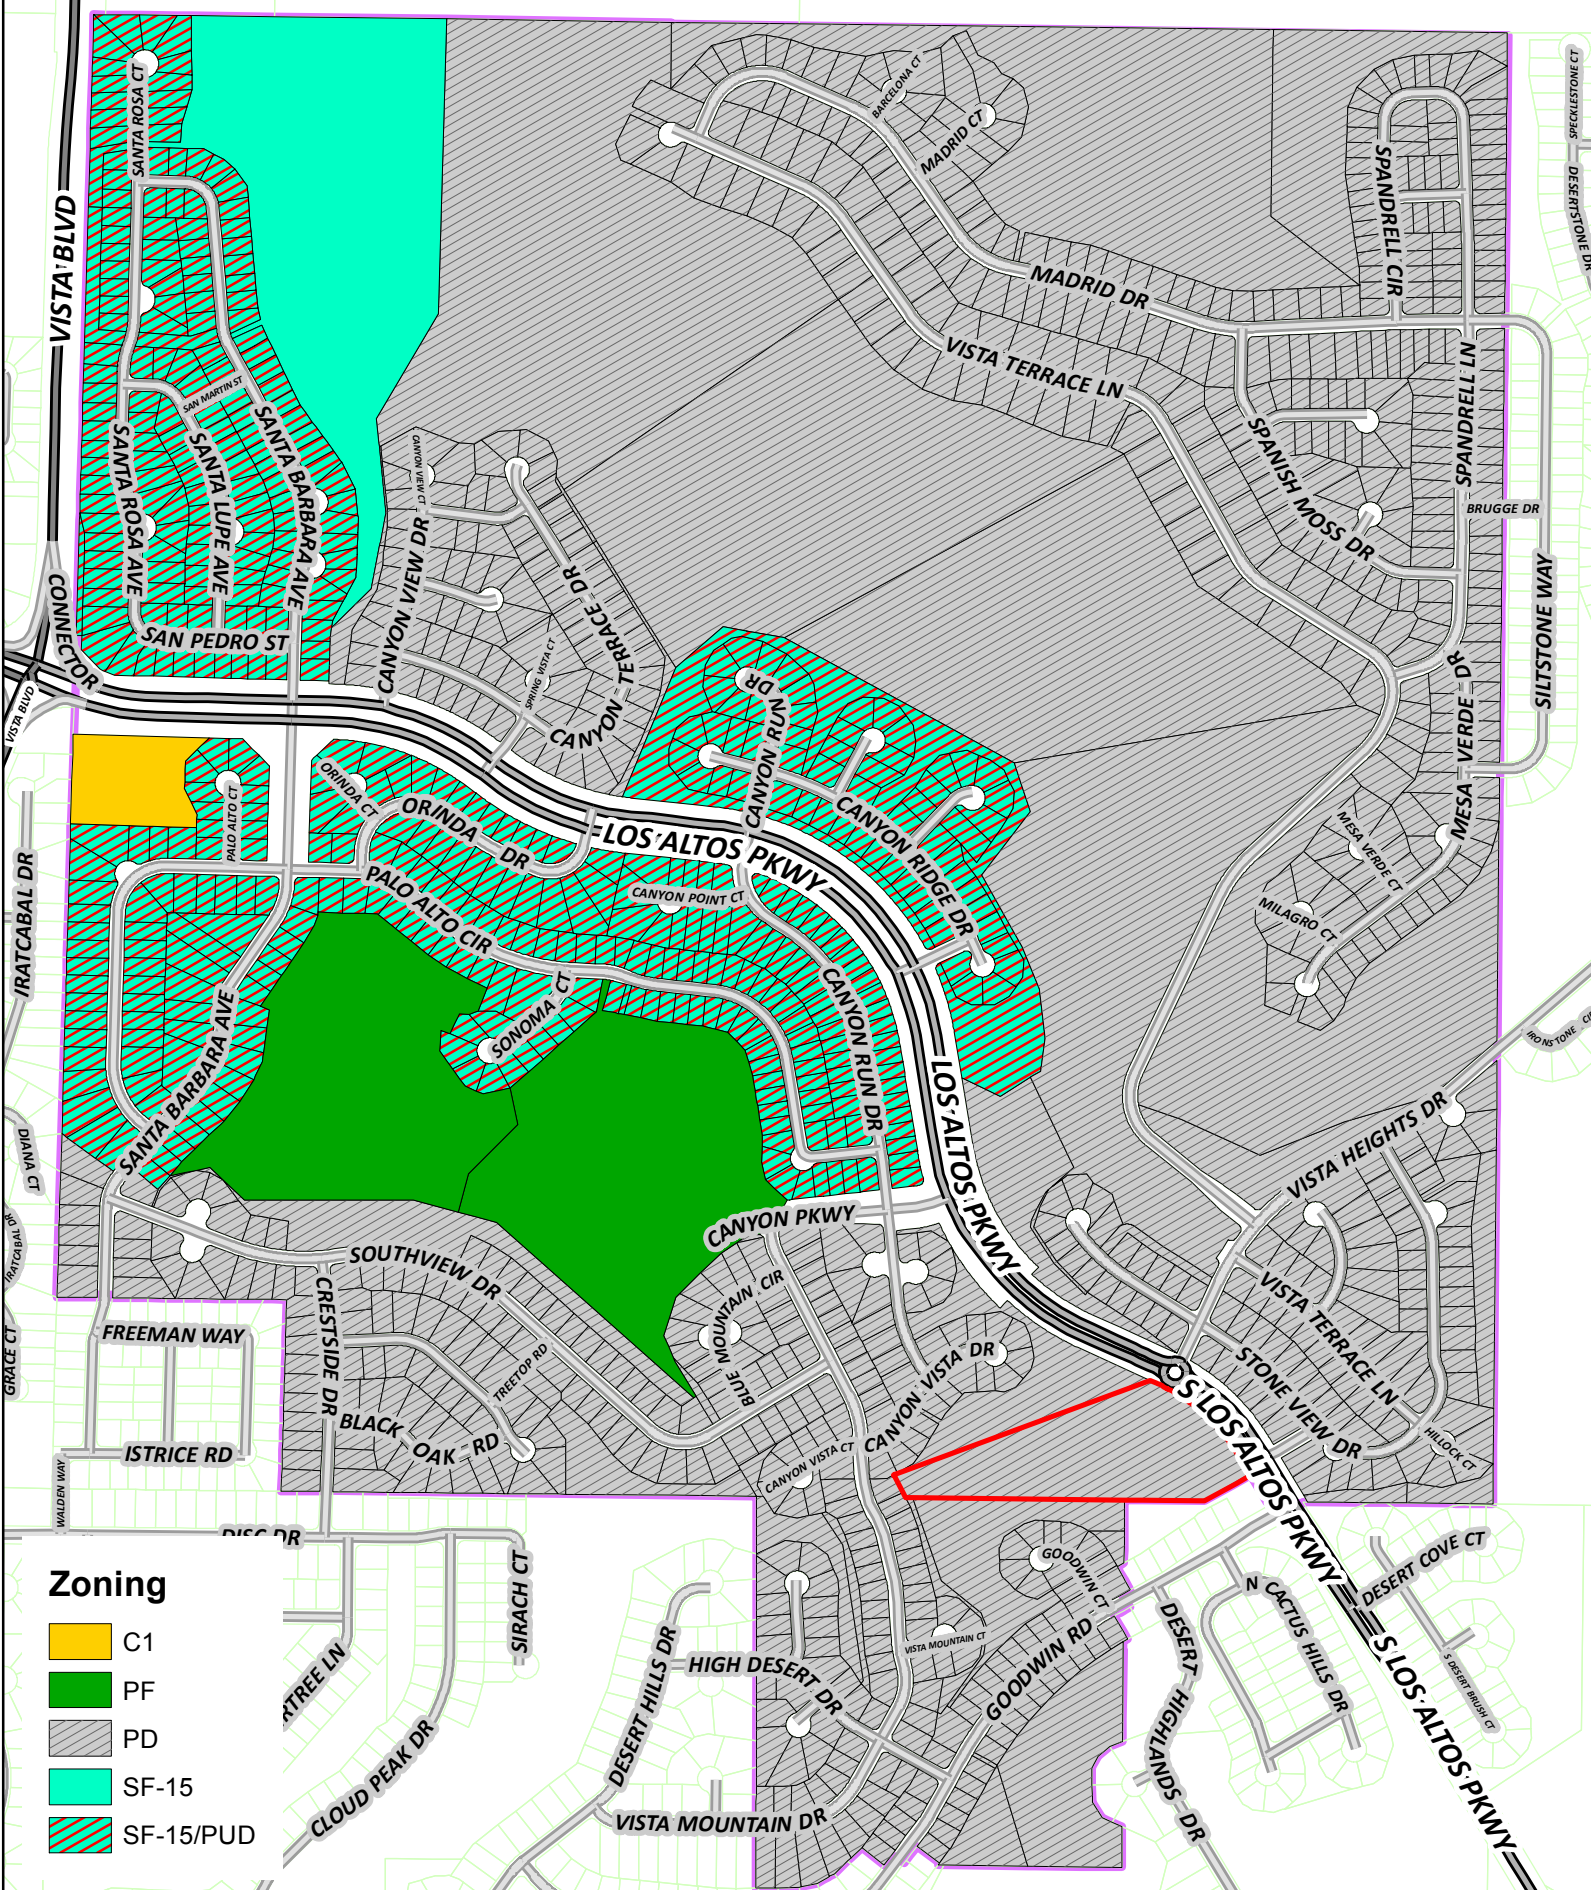 SANTA ROSA CT
VISTA BLVD
BARCELONA CT
MADRID CT
SPANDRELL CIR
SPECKLESTONE CT
DESERTSTONE DR
MADRID DR
VISTA TERRACE LN
SPANDRELL LN
SAN MARTIN ST
SANTA ROSA AVE
SANTA LUPE AVE
SANTA BARBARA AVE
CANYON VIEW CT
CANYON VIEW DR
SPANISH MOSS DR
BRUGGE DR
SILTSTONE WAY
CONNECTOR
SAN PEDRO ST
TERRACE DR
SPRING VISTA CT
CANYON
VISTA BLVD
MESA VERDE DR
CANYON RUN DR
ORINDA CT
ORINDA DR
PALO ALTO CT
LOS ALTOS PKWY
CANYON RIDGE DR
MESA VERDE CT
MILAGRO CT
IRATCABAL DR
PALO ALTO CIR
CANYON POINT CT
SONOMA CT
CANYON RUN DR
SANTA BARBARA AVE
LOS ALTOS PKWY
IRONSTONE CIR
VISTA HEIGHTS DR
DIANA CT
IRATCABAL DR
GRACE CT
CANYON PKWY
SOUTHVIEW DR
CRESTSIDE DR
BLUE MOUNTAIN CIR
FREEMAN WAY
TREETOP RD
CANYON VISTA DR
VISTA TERRACE LN
STONE VIEW DR
HILLOCK CT
S LOS ALTOS PKWY
BLACK OAK RD
ISTRICE RD
WALDEN WAY
CANYON VISTA CT
DISC DR
SIRACH CT
GOODWIN CT
GOODWIN RD
DESERT COVE CT
N CACTUS HILLS DR
DESERT HIGHLANDS DR
S LOS ALTOS PKWY
S DESERT BRUSH CT
VISTA MOUNTAIN CT
HIGH DESERT DR
DESERT HILLS DR
VISTA MOUNTAIN DR
RTREE LN
CLOUD PEAK DR
Zoning
C1
PF
PD
SF-15
SF-15/PUD